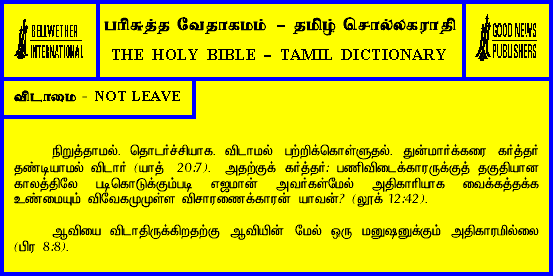 BELLWETHER
INTERNATIONAL
பரிசுத்த வேதாகமம் – தமிழ் சொல்லகராதி
THE HOLY BIBLE – TAMIL DICTIONARY
GOOD NEWS
PUBLISHERS
விடாமை - NOT LEAVE
நிறுத்தாமல். தொடர்ச்சியாக. விடாமல் பற்றிக்கொள்ளுதல். துன்மார்க்கரை கர்த்தர்
தண்டியாமல் விடார் (யாத் 20:7). அதற்குக் கர்த்தர்: பணிவிடைக்காரருக்குத் தகுதியான
காலத்திலே படிகொடுக்கும்படி எஜமான் அவர்கள்மேல் அதிகாரியாக வைக்கத்தக்க
உண்மையும் விவேகமுமுள்ள விசாரணைக்காரன் யாவன்? (லூக் 12:42).
ஆவியை விடாதிருக்கிறதற்கு ஆவியின் மேல் ஒரு மனுஷனுக்கும் அதிகாரமில்லை
(பிர 8:8).